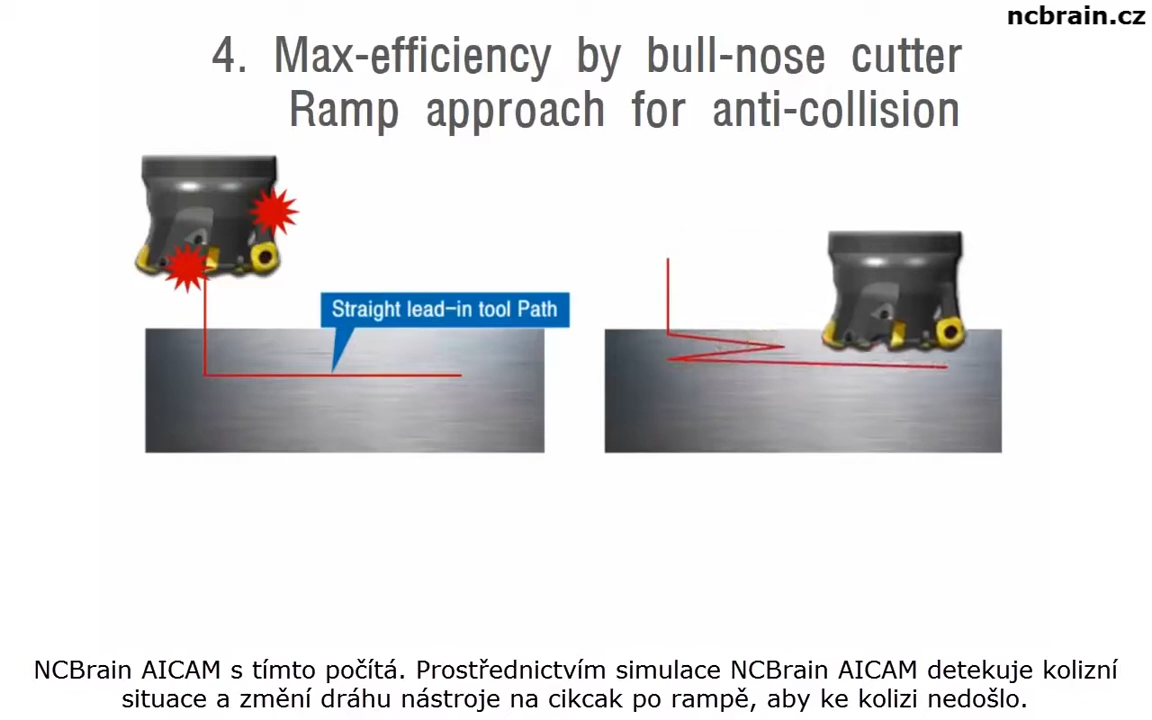 ncbrain.cz
4. Max-efficiency by bull-nose cutter
Ramp approach for anti-collision
Straight lead-in tool Path
NCBrain AICAM s tímto počítá. Prostřednictvím simulace NCBrain AICAM detekuje kolizní
situace a změní dráhu nástroje na cikcak po rampě, aby ke kolizi nedošlo.